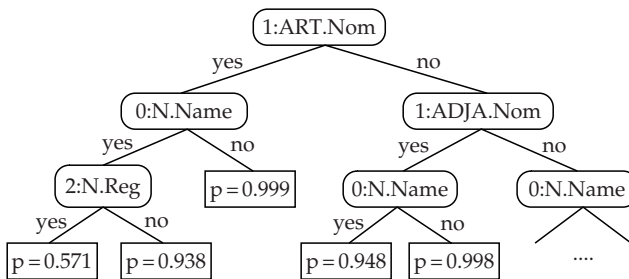 1:ART.Nom
yes
no
0:N.Name
1:ADJA.Nom
yes
no
yes
no
2:N.Reg
p=0.999
0:N.Name
0:N.Name
yes
no
yes
no
p=0.571
p=0.938
p=0.948
p=0.998
....